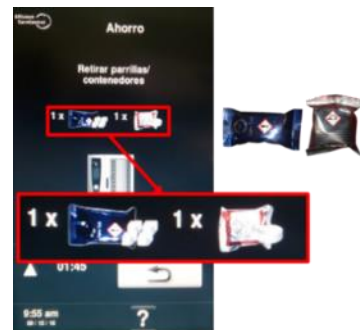 Ahorro
Retirar parrillas/
contenedores
1 x 1 x
1 x 1 x
01:45
9:55 am
?